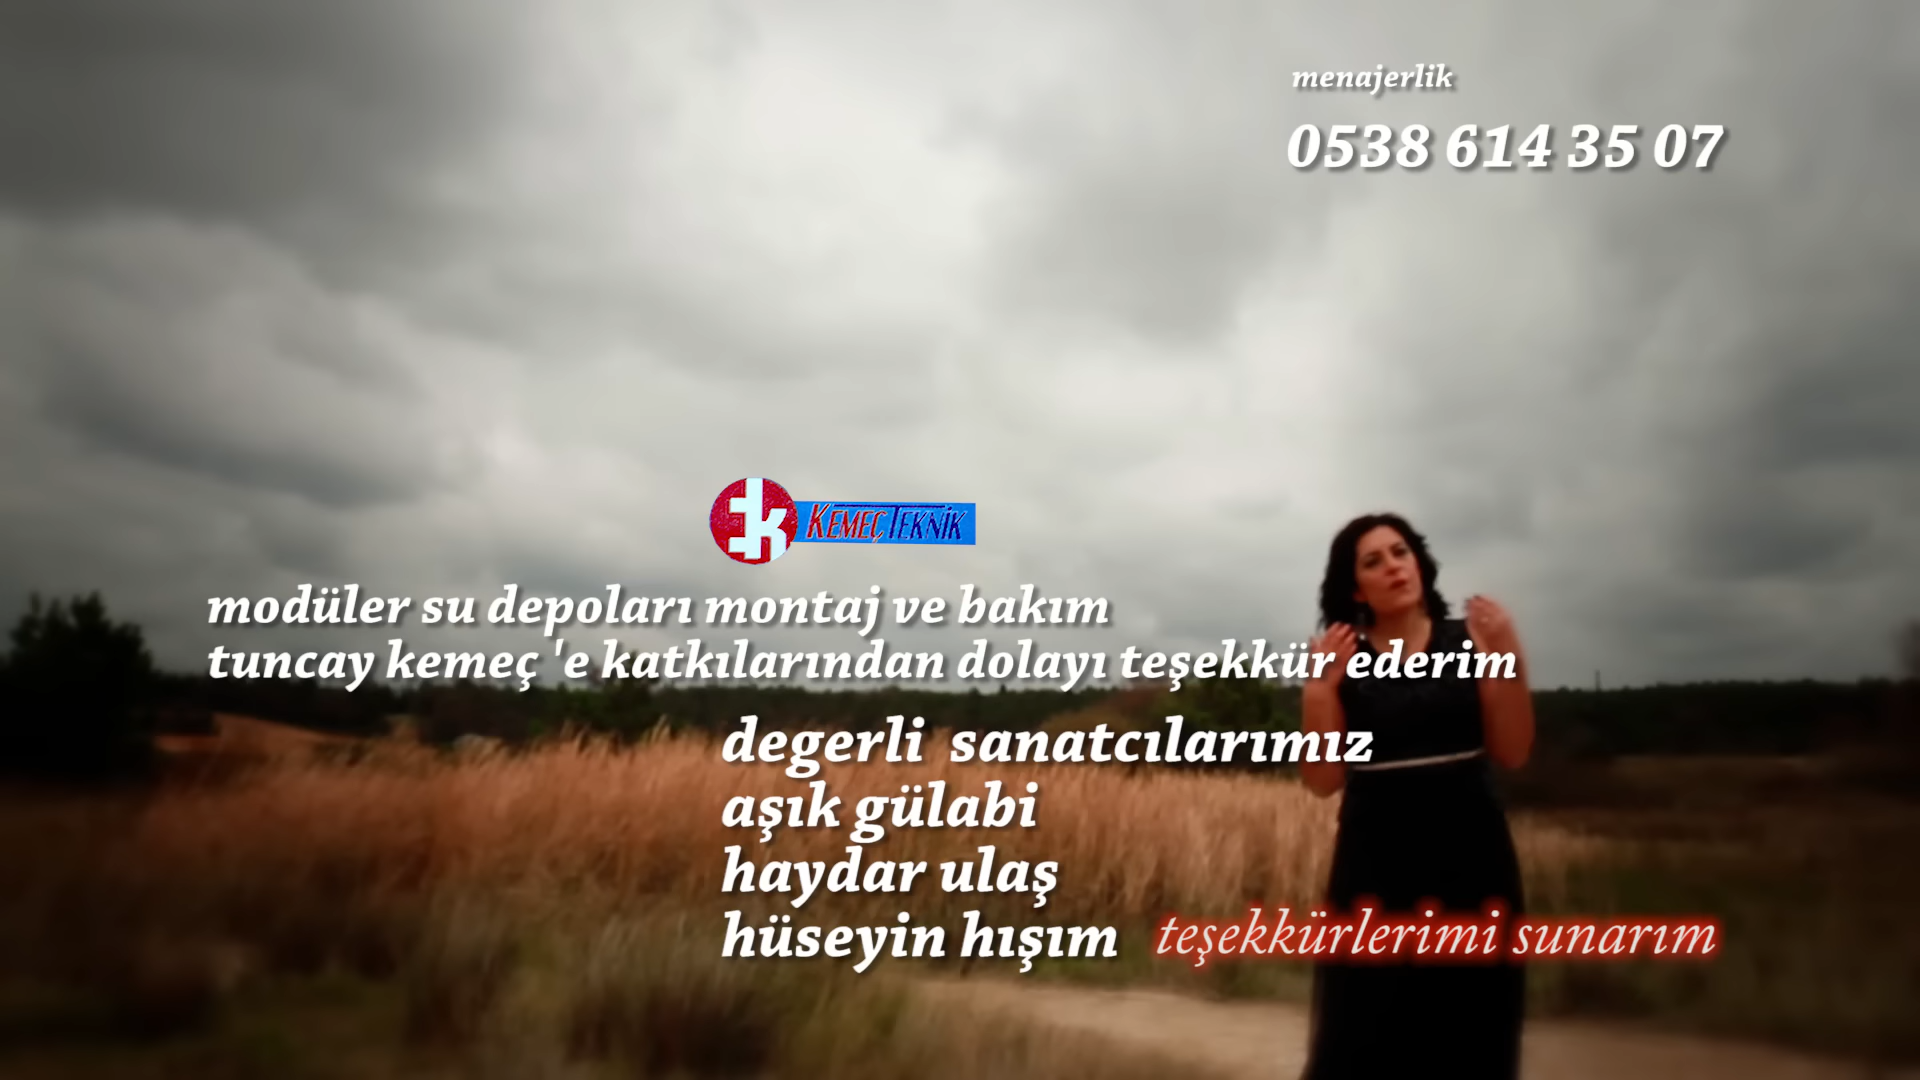 menajerlik
0538 614 35 07
KEMEÇ TEKNİK
modüler su depoları montaj ve bakım
tuncay kemeç 'e katkılarından dolayı teşekkür ederim
degerli sanatcılarımız
aşık gülabi
haydar ulaş
hüseyin hışım teşekkürlerimi sunarım